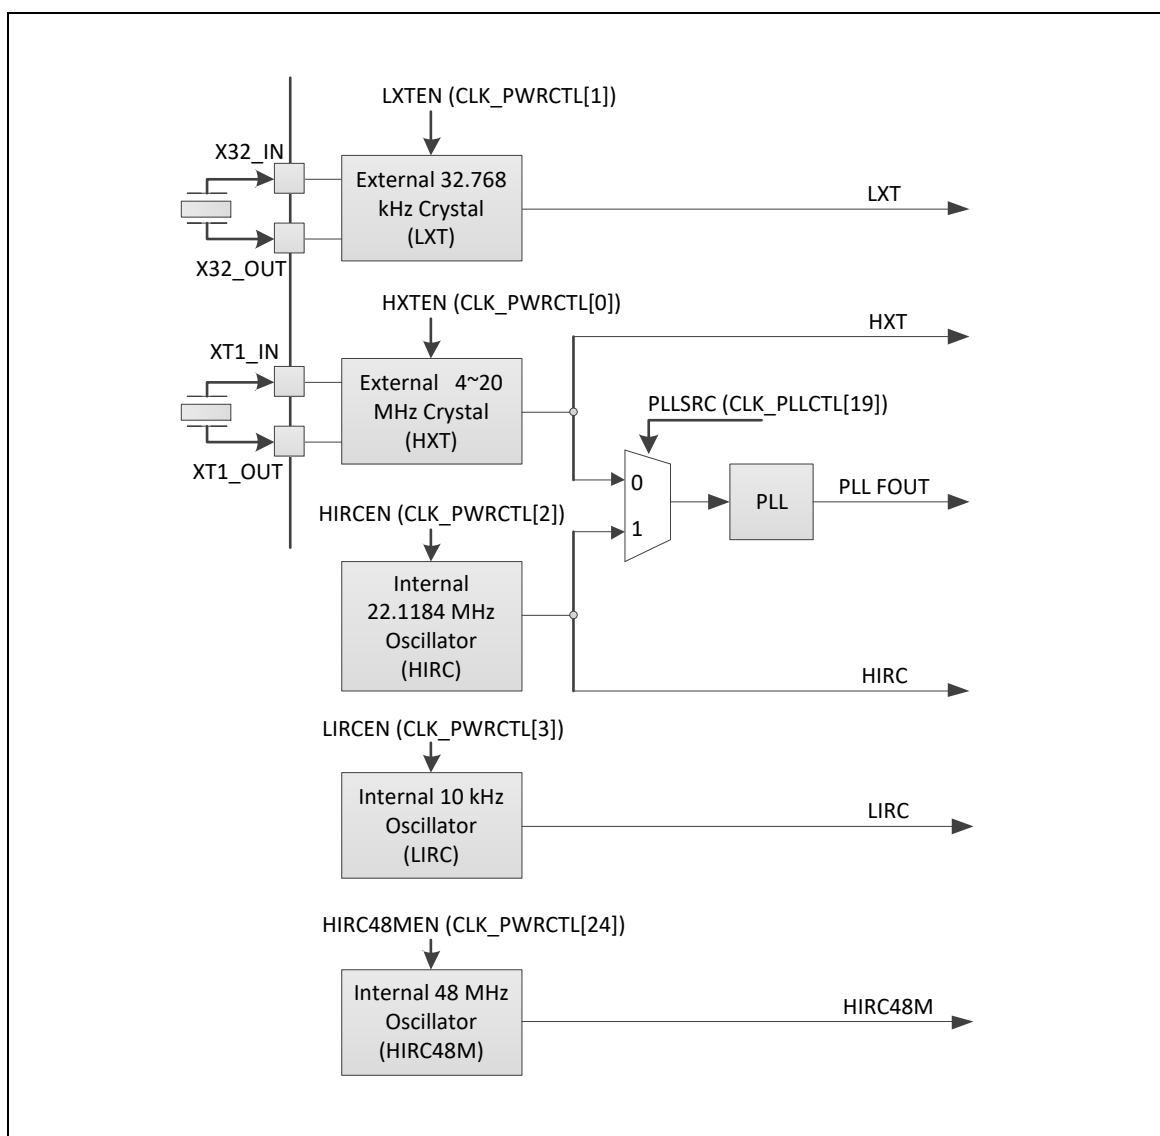 LXTEN (CLK_PWRCTL[1])
X32_IN
External 32.768
kHz Crystal
(LXT)
LXT
X32_OUT
HXTEN (CLK_PWRCTL[0])
HXT
XT1_IN
External 4~20
MHz Crystal
(HXT)
PLLSRC (CLK_PLLCTL[19])
XT1_OUT
0
1
PLL
PLL FOUT
HIRCEN (CLK_PWRCTL[2])
Internal
22.1184 MHz
Oscillator
(HIRC)
HIRC
LIRCEN (CLK_PWRCTL[3])
Internal 10 kHz
Oscillator
(LIRC)
LIRC
HIRC48MEN (CLK_PWRCTL[24])
Internal 48 MHz
Oscillator
(HIRC48M)
HIRC48M